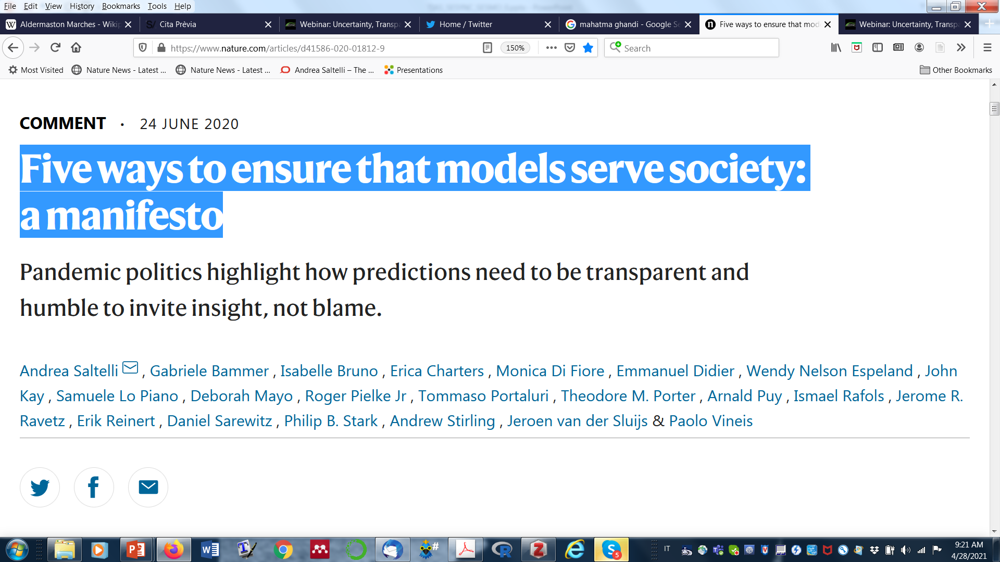 File Edit View History Bookmarks Tools Help
Aldermaston Marches - Wikip
Cita Prèvia
Webinar: Uncertainty, Transpa
Home / Twitter
mahatma ghandi - Google Se
Five ways to ensure that mod
Webinar: Uncertainty, Transpa
https://www.nature.com/articles/d41586-020-01812-9
150%
Search
Most Visited
Nature News - Latest ...
Nature News - Latest ...
Andrea Saltelli – The ...
Presentations
Other Bookmarks
COMMENT · 24 JUNE 2020
Five ways to ensure that models serve society:
a manifesto
Pandemic politics highlight how predictions need to be transparent and
humble to invite insight, not blame.
Andrea Saltelli , Gabriele Bammer , Isabelle Bruno , Erica Charters , Monica Di Fiore , Emmanuel Didier , Wendy Nelson Espeland , John
Kay , Samuele Lo Piano , Deborah Mayo , Roger Pielke Jr , Tommaso Portaluri , Theodore M. Porter , Arnald Puy , Ismael Rafols , Jerome R.
Ravetz , Erik Reinert , Daniel Sarewitz , Philip B. Stark , Andrew Stirling , Jeroen van der Sluijs & Paolo Vineis
IT
9:21 AM
4/28/2021